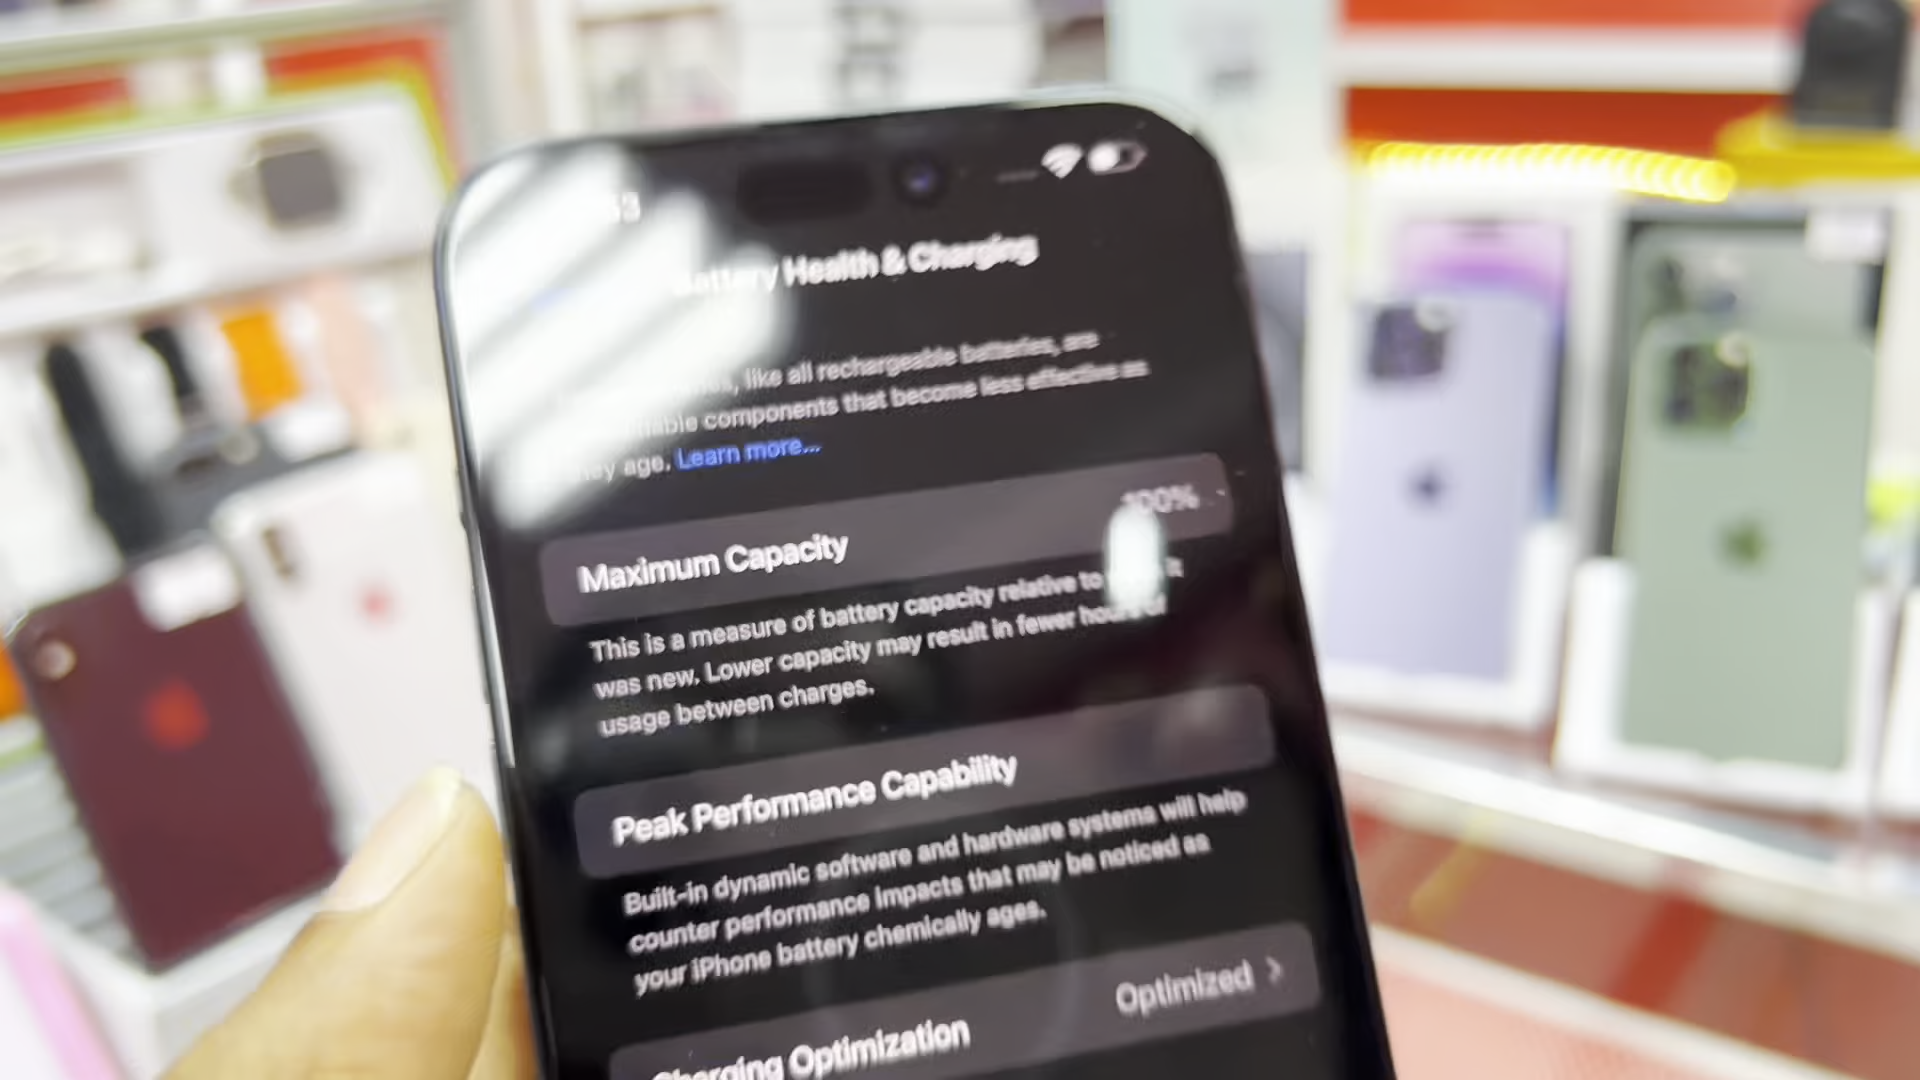 Battery Health & Charging
like all rechargeable batteries, are
components that become less effective as
age. Learn more...
Maximum Capacity 100%
This is a measure of battery capacity relative to it
was new. Lower capacity may result in fewer hours of
usage between charges.
Peak Performance Capability
Built-in dynamic software and hardware systems will help
counter performance impacts that may be noticed as
your iPhone battery chemically ages.
Charging Optimization Optimized